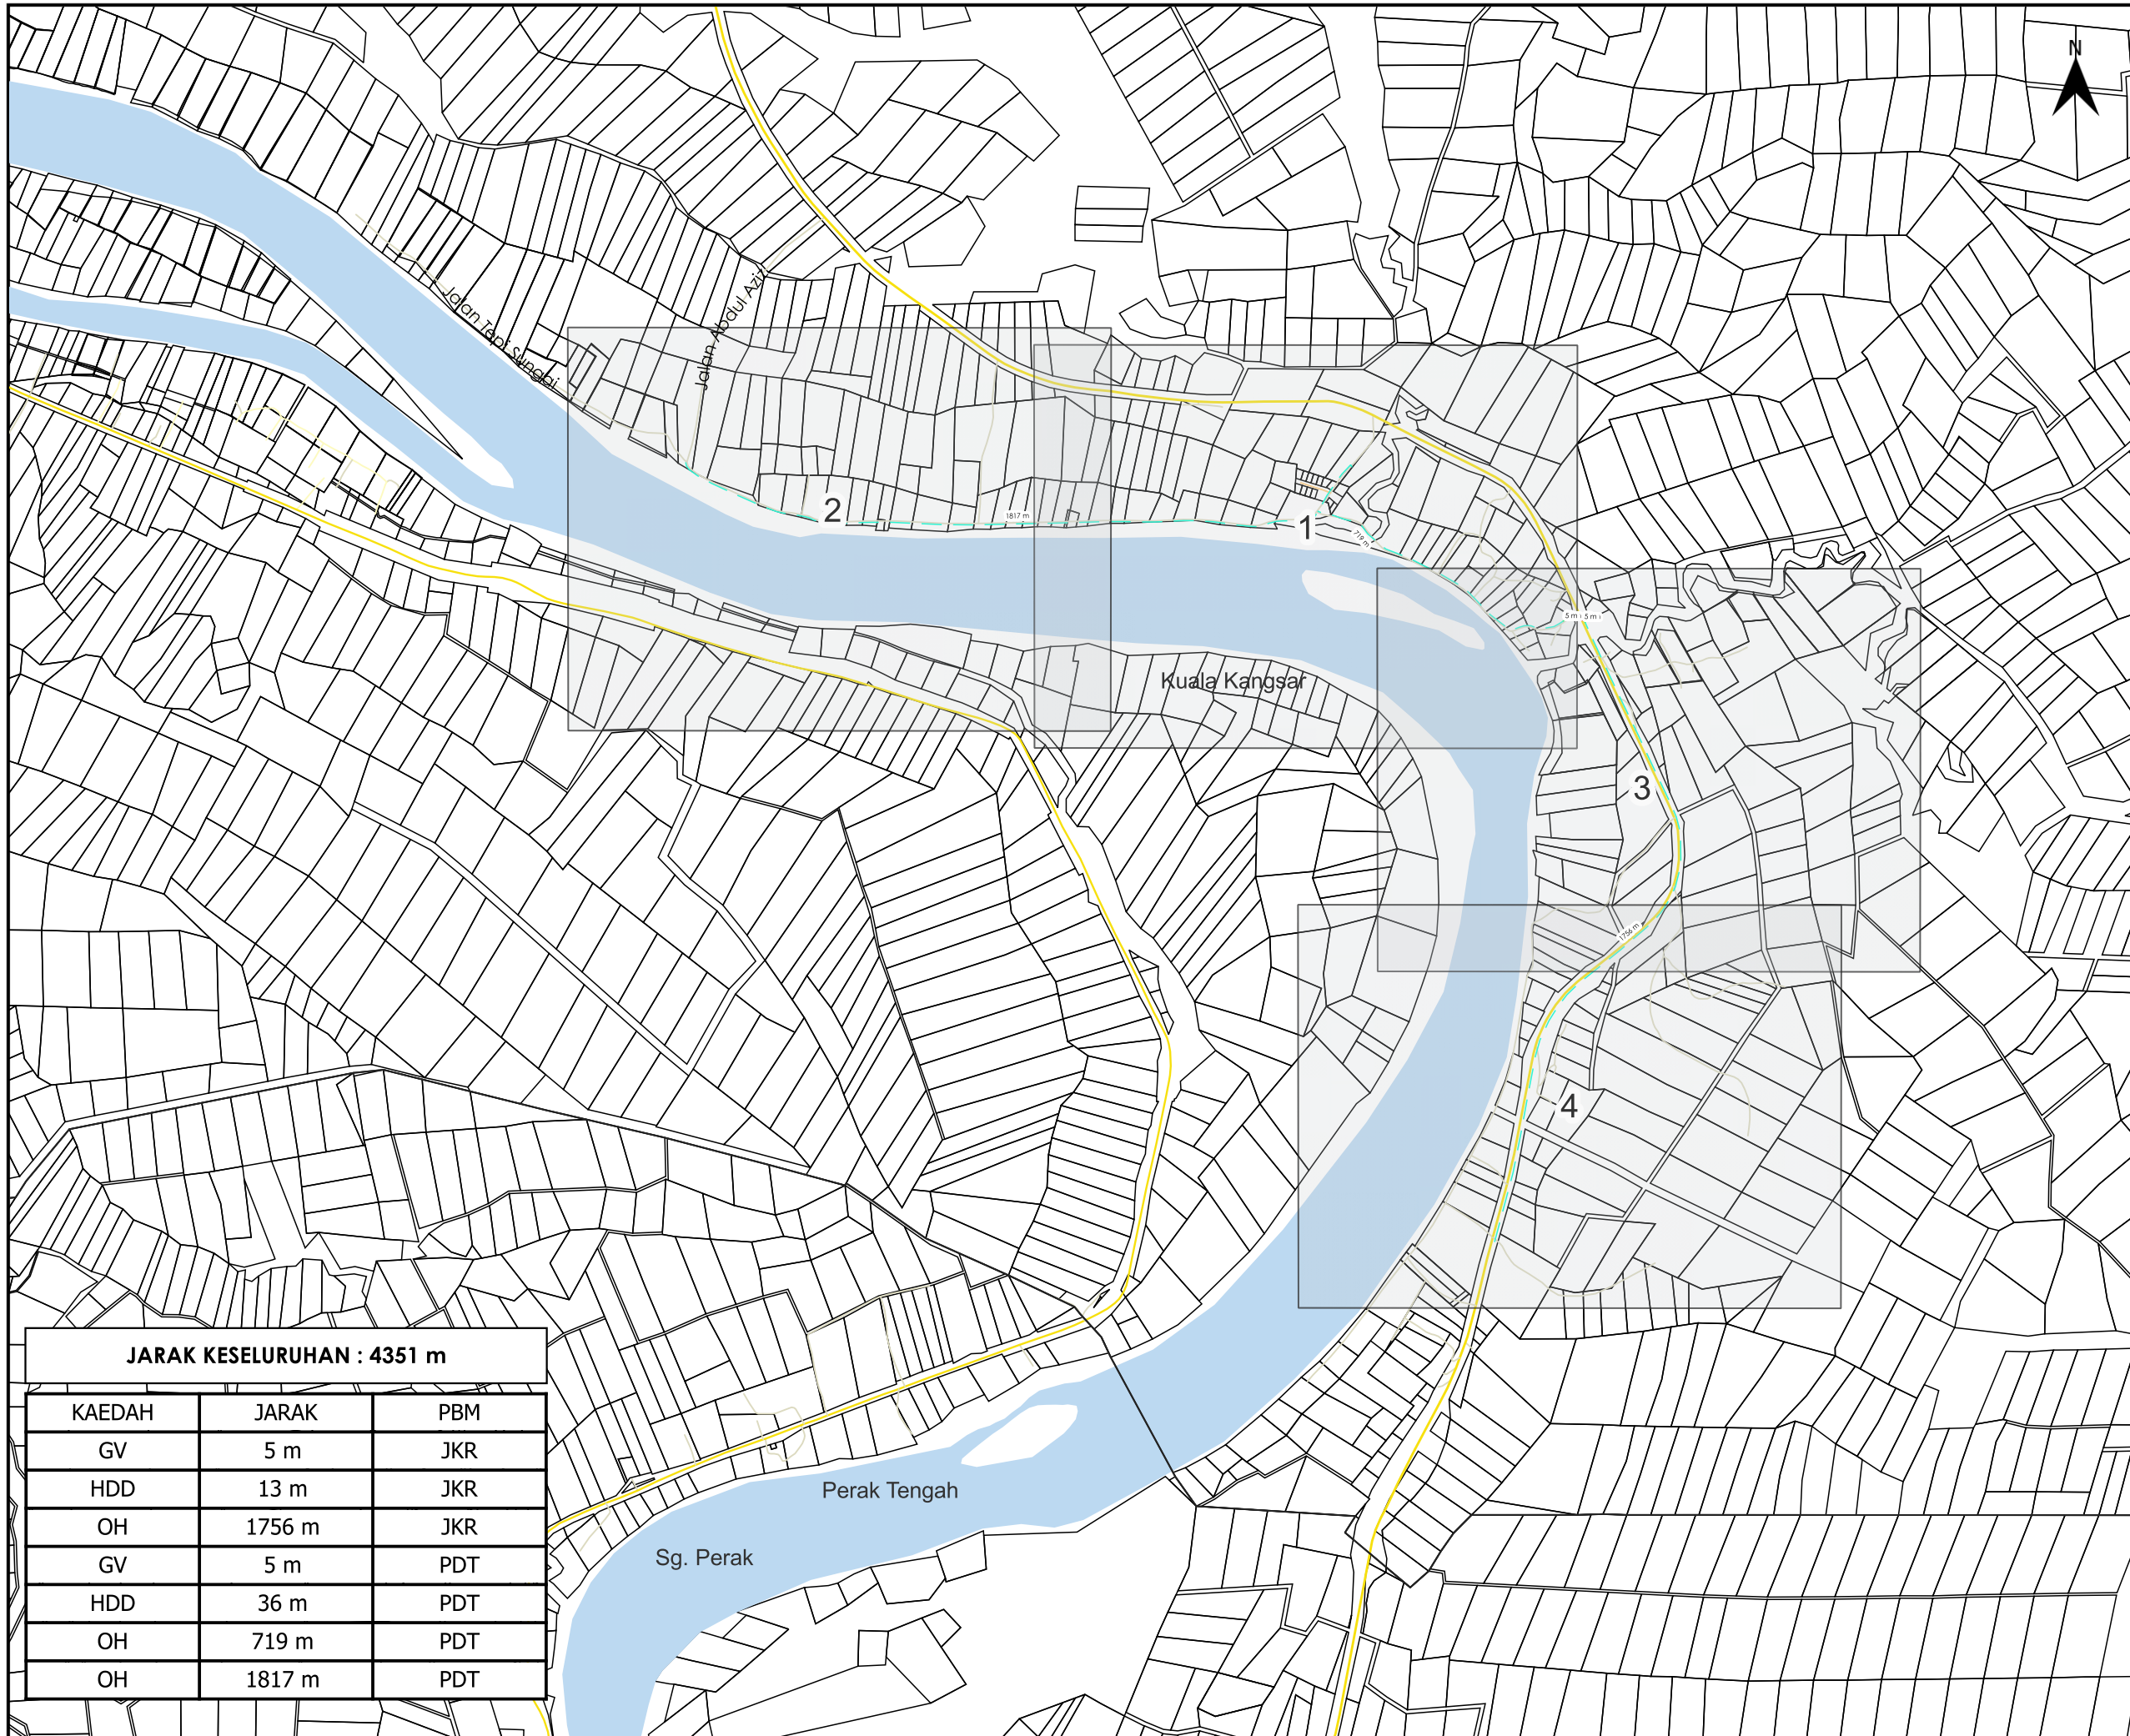 N
Jalan Tepi Sungai
Jalan Abdul Aziz
2
1817 m
1
719 m
5 m
5 m
Kuala Kangsar
3
1756 m
4
JARAK KESELURUHAN : 4351 m
KAEDAH JARAK PBM
GV 5 m JKR
HDD 13 m JKR
OH 1756 m JKR
GV 5 m PDT
HDD 36 m PDT
OH 719 m PDT
OH 1817 m PDT
Perak Tengah
Sg. Perak